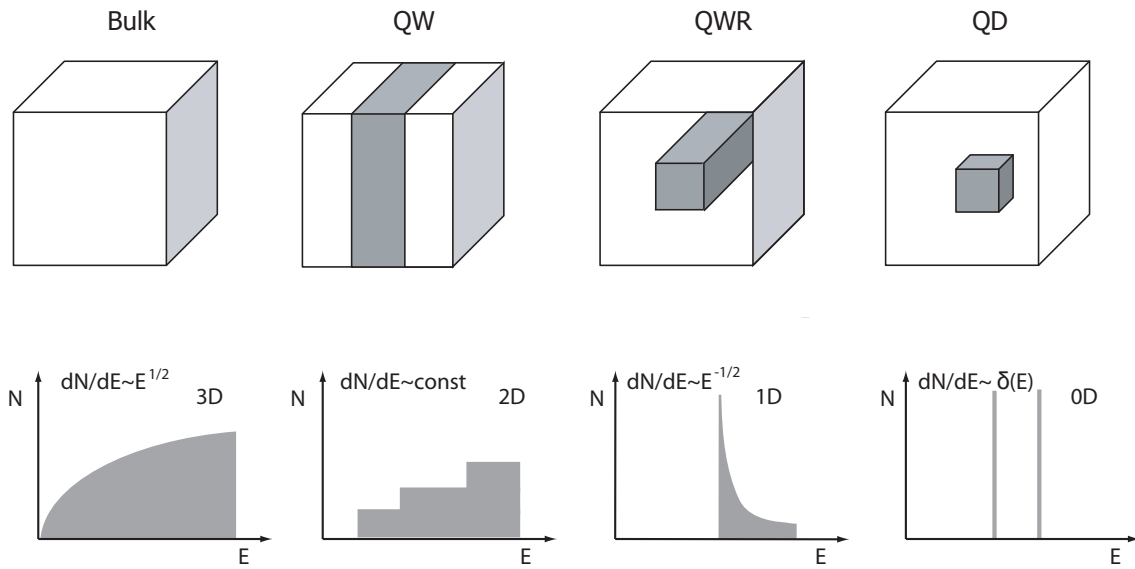 Bulk
QW
QWR
QD
dN/dE~E^1/2
N
3D
E
dN/dE~const
N
2D
E
dN/dE~E^-1/2
N
1D
E
dN/dE~ δ(E)
N
0D
E